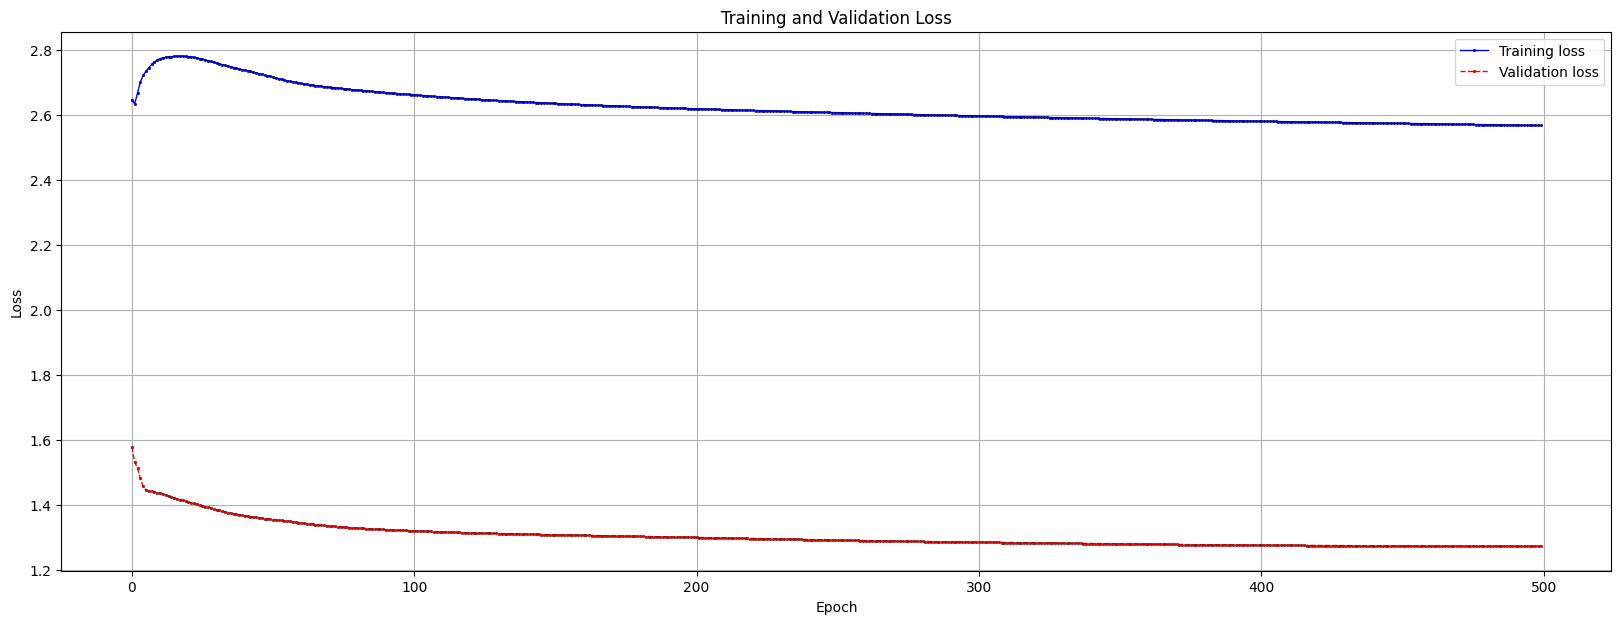 Training and Validation Loss
Training loss
Validation loss
Loss
2.8
2.6
2.4
2.2
2.0
1.8
1.6
1.4
1.2
0 100 200 300 400 500
Epoch